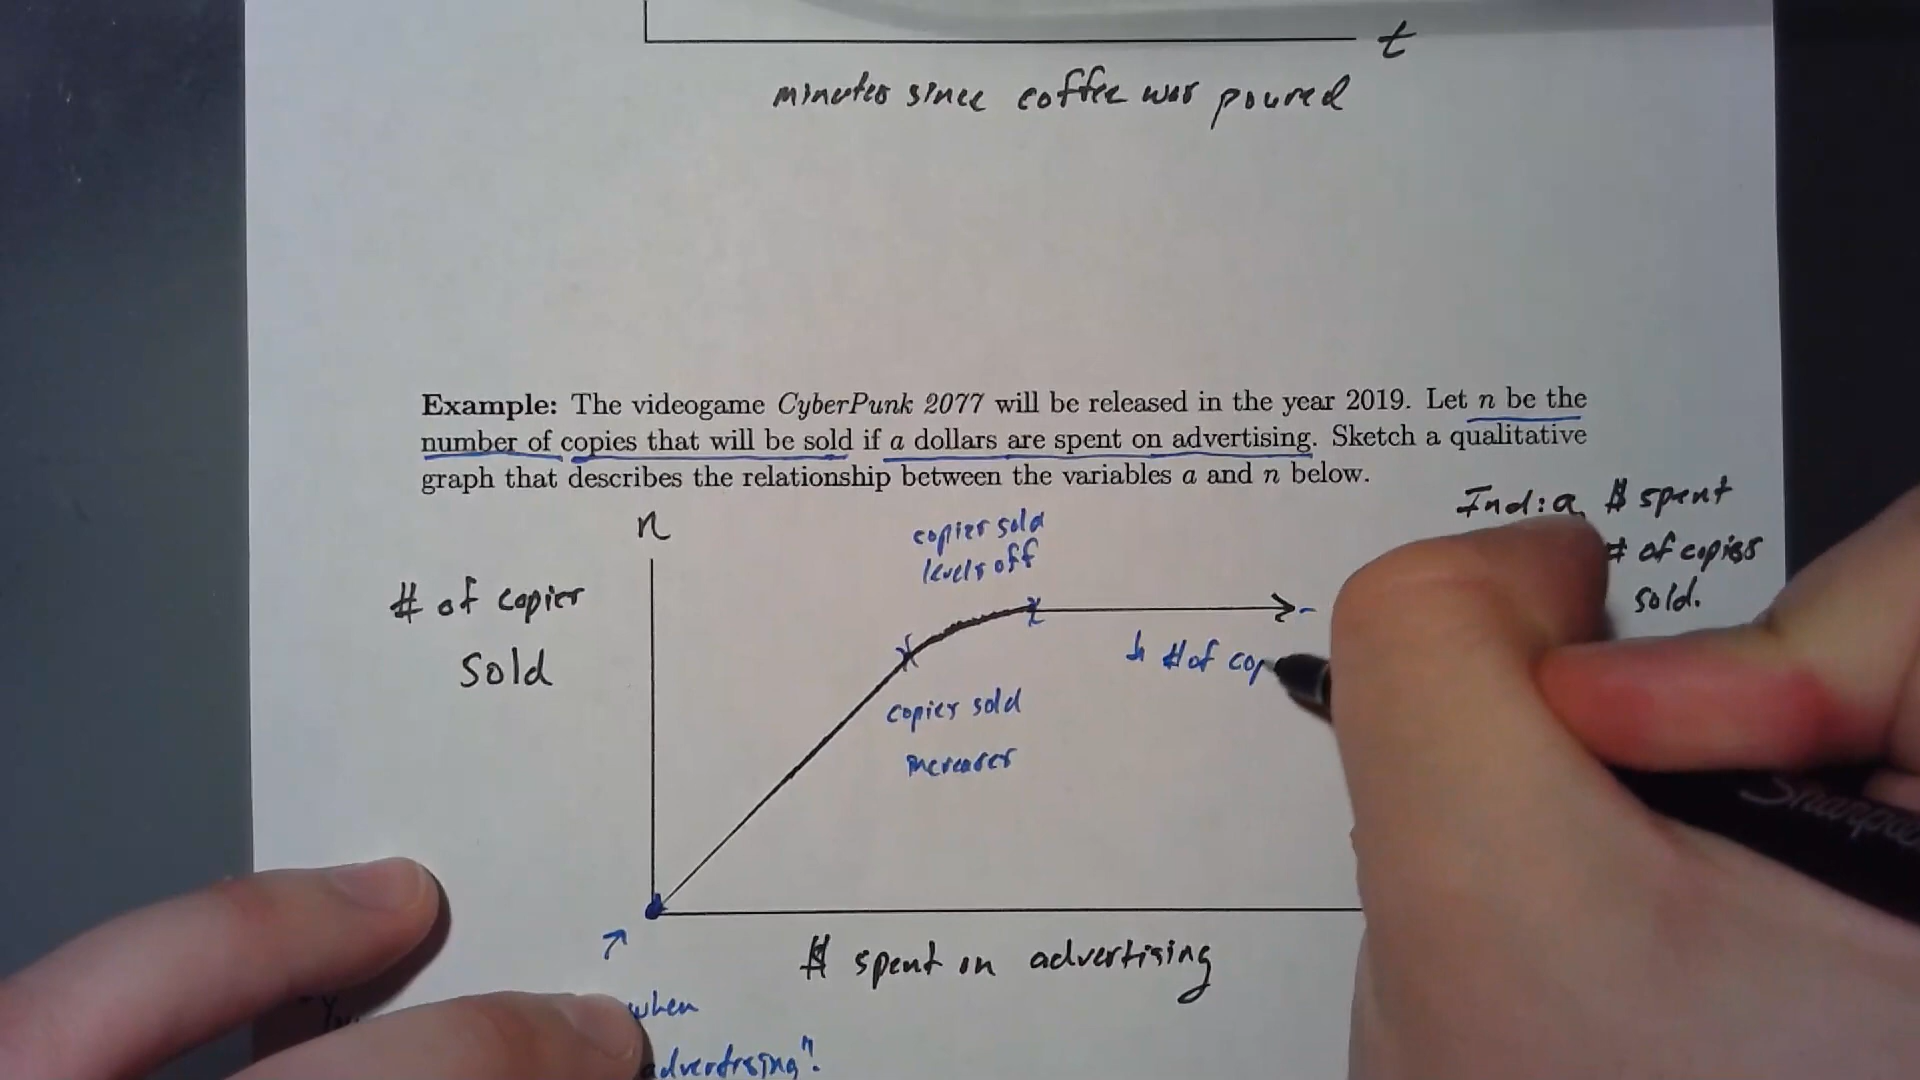 t
minutes since coffee was poured
Example: The videogame CyberPunk 2077 will be released in the year 2019. Let n be the
number of copies that will be sold if a dollars are spent on advertising. Sketch a qualitative
graph that describes the relationship between the variables a and n below.
Ind: a, $ spent
# of copies
sold.
n
copies sold
levels off
# of copies
sold
# of cop
copies sold
increases
$ spent on advertising
when
advertising".
Sharpie